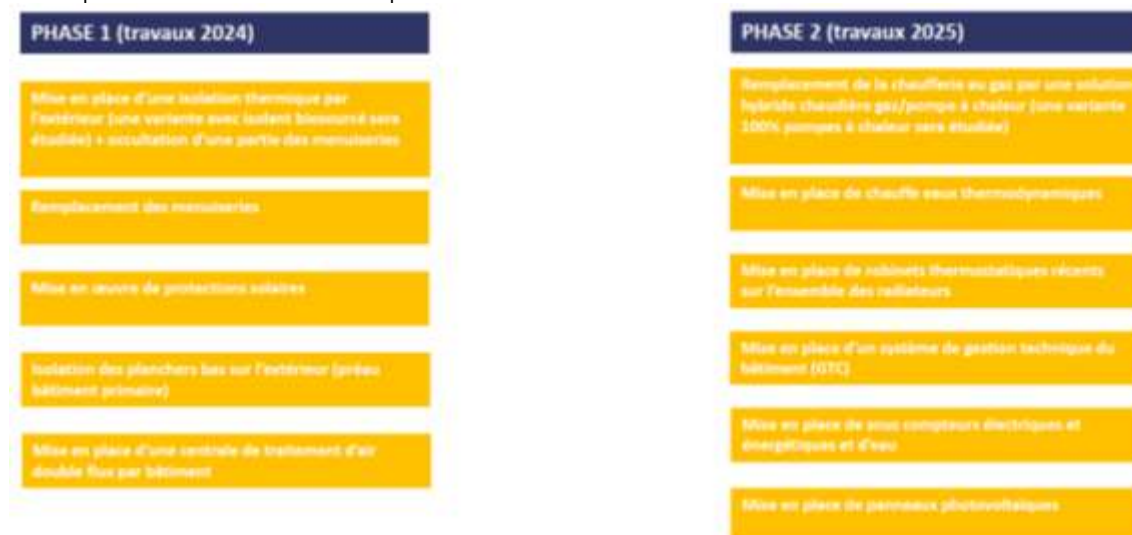 PHASE 1 (travaux 2024)
Mise en place d'une isolation thermique par
l'extérieur (une variante avec isolant biosourcé sera
étudiée) + occultation d'une partie des menuiseries
Remplacement des menuiseries
Mise en œuvre de protections solaires
Isolation des planchers bas sur l'extérieur (préau
bâtiment primaire)
Mise en place d'une centrale de traitement d'air
double flux par bâtiment
PHASE 2 (travaux 2025)
Remplacement de la chaufferie au gaz par une solution
hybride chaudière gaz/pompe à chaleur (une variante
100% pompes à chaleur sera étudiée)
Mise en place de chauffe eaux thermodynamiques
Mise en place de robinets thermostatiques récents
sur l'ensemble des radiateurs
Mise en place d'un système de gestion technique du
bâtiment (GTC)
Mise en place de sous compteurs électriques et
énergétiques et d'eau
Mise en place de panneaux photovoltaïques